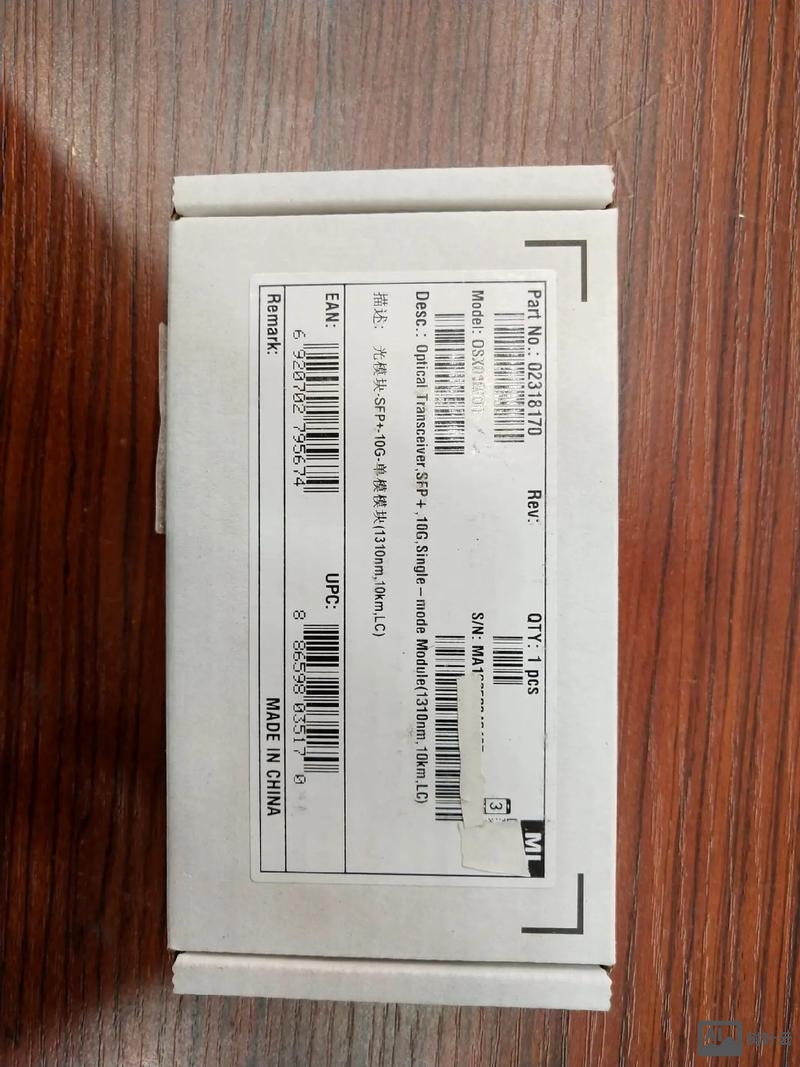 Part No.: 02318170 Rev: QTY: 1 pcs
MI
Model: S/N:
3
Desc.: Optical Transceiver,SFP+,10G,Single-mode Module(1310nm,10km,LC)
描述: 光模块-SFP+-10G-单模模块(1310nm,10km,LC)
EAN: UPC:
6 920702 795674 8 86598 03517 0
Remark: MADE IN CHINA